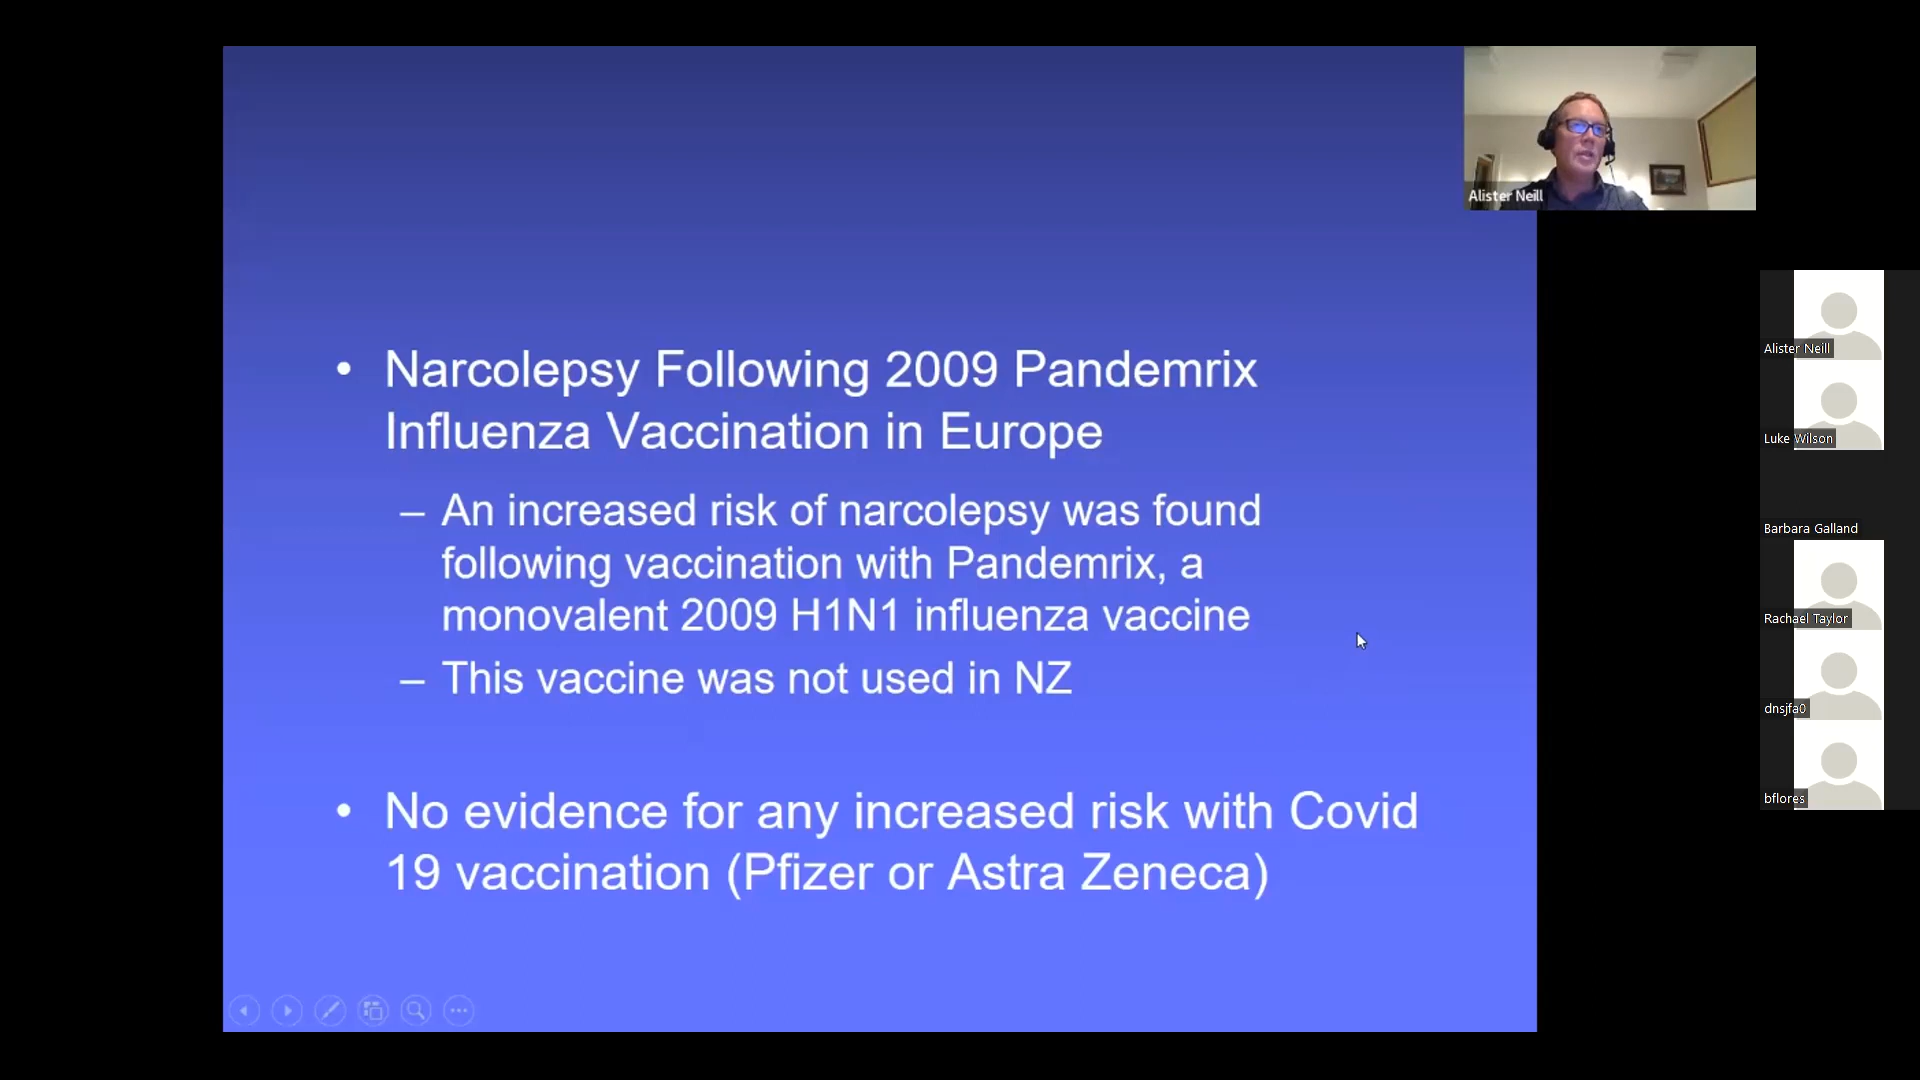 • Narcolepsy Following 2009 Pandemrix
Influenza Vaccination in Europe
– An increased risk of narcolepsy was found
following vaccination with Pandemrix, a
monovalent 2009 H1N1 influenza vaccine
– This vaccine was not used in NZ
• No evidence for any increased risk with Covid
19 vaccination (Pfizer or Astra Zeneca)
Alister Neill
Alister Neill
Luke Wilson
Barbara Galland
Rachael Taylor
dnsjfa0
bflores